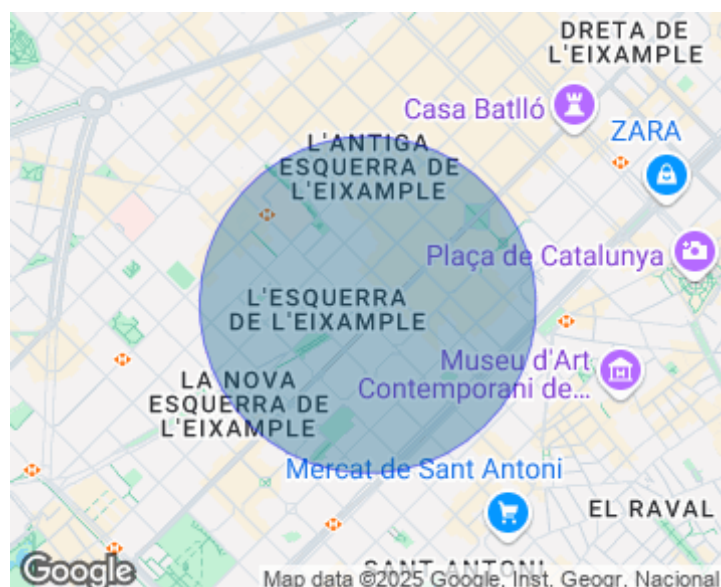 DRETA DE
L'EIXAMPLE
Casa Batlló
ZARA
L'ANTIGA
ESQUERRA DE
L'EIXAMPLE
Plaça de Catalunya
L'ESQUERRA
DE L'EIXAMPLE
Museu d'Art
Contemporani de...
LA NOVA
ESQUERRA DE
L'EIXAMPLE
Mercat de Sant Antoni
EL RAVAL
SANT ANTONI
Google
Map data ©2025 Google, Inst. Geogr. Nacional